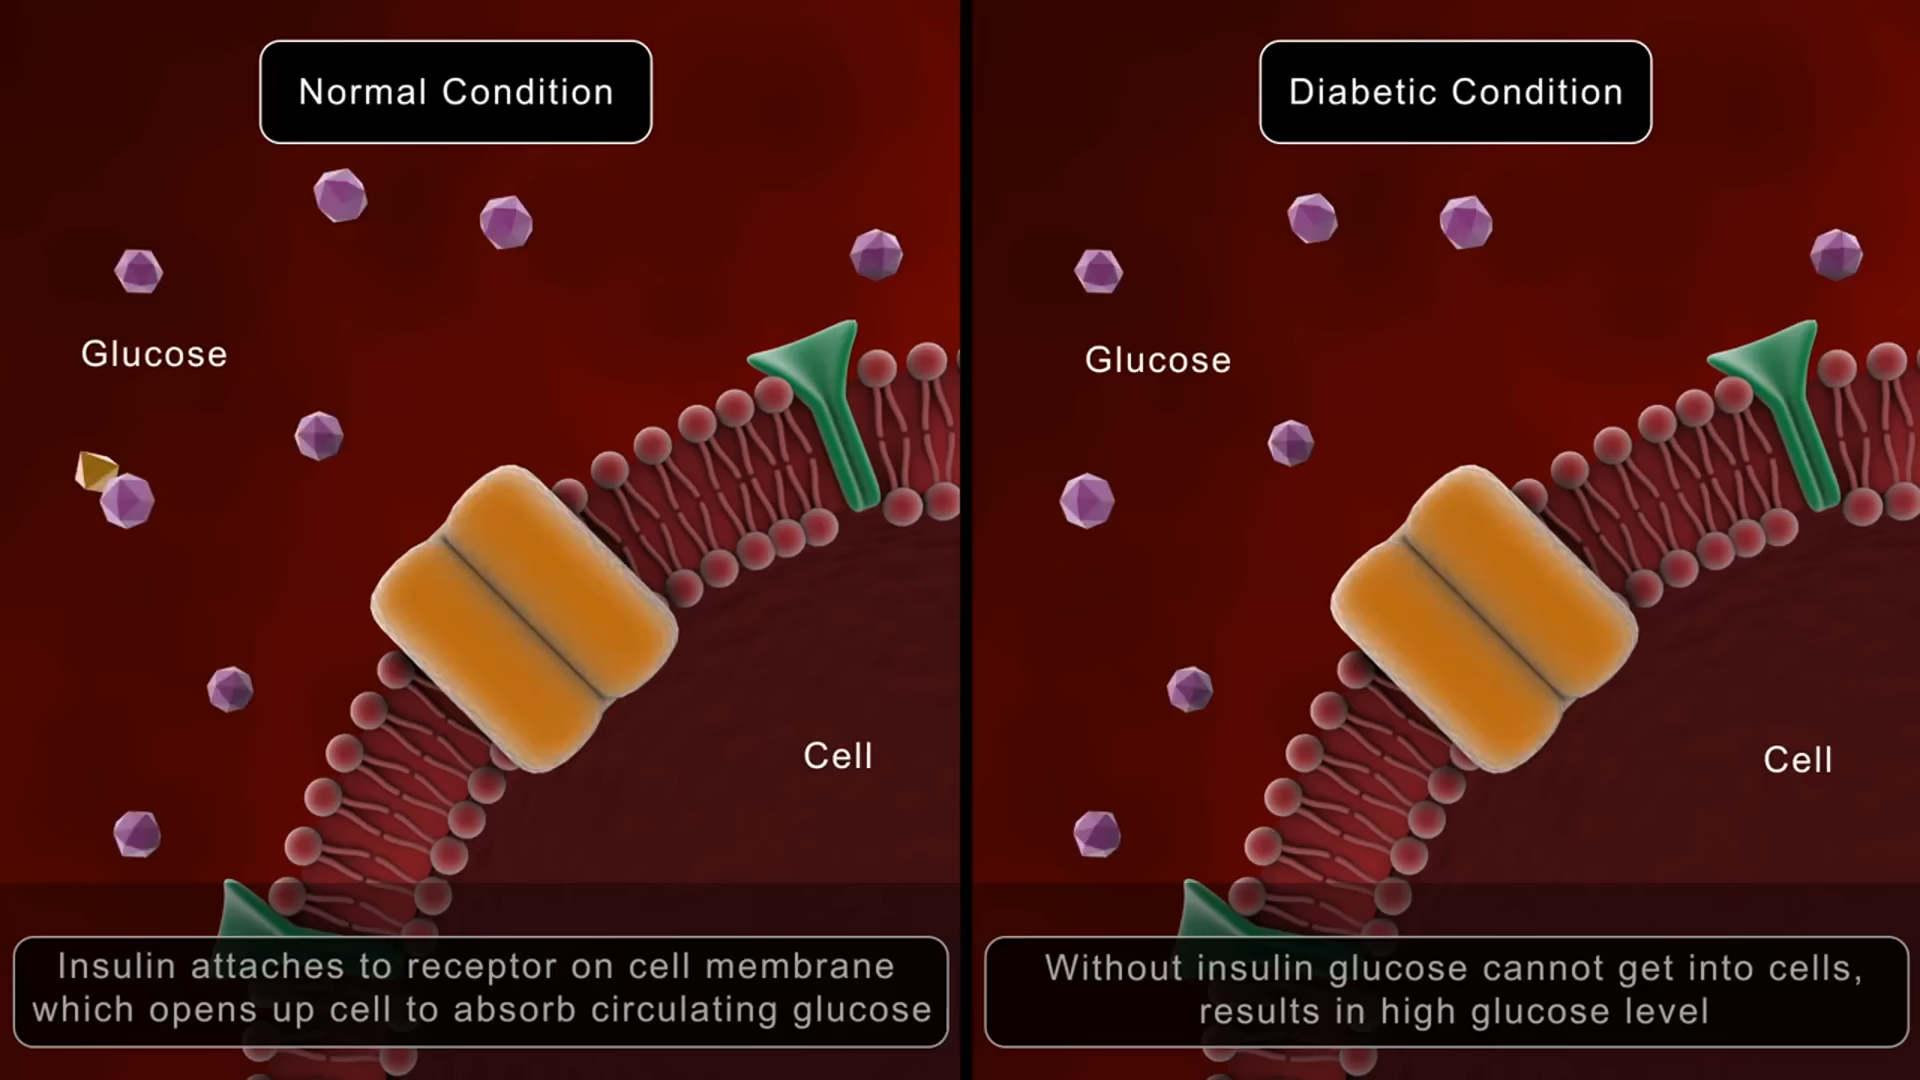 Normal Condition
Glucose
Cell
Insulin attaches to receptor on cell membrane
which opens up cell to absorb circulating glucose
Diabetic Condition
Glucose
Cell
Without insulin glucose cannot get into cells,
results in high glucose level